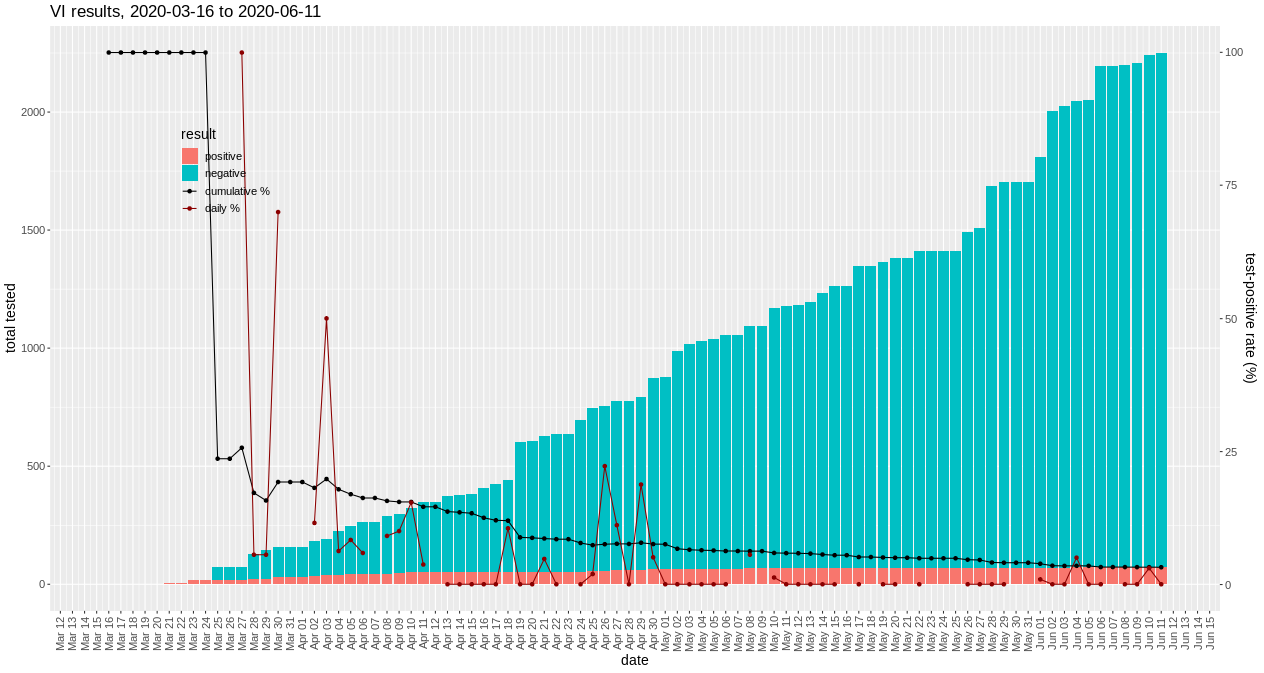 VI results, 2020-03-16 to 2020-06-11
total tested
2000
1500
1000
500
0
result
positive
negative
cumulative %
daily %
100
75
50
25
0
test-positive rate (%)
Mar 12
Mar 13
Mar 14
Mar 15
Mar 16
Mar 17
Mar 18
Mar 19
Mar 20
Mar 21
Mar 22
Mar 23
Mar 24
Mar 25
Mar 26
Mar 27
Mar 28
Mar 29
Mar 30
Mar 31
Apr 01
Apr 02
Apr 03
Apr 04
Apr 05
Apr 06
Apr 07
Apr 08
Apr 09
Apr 10
Apr 11
Apr 12
Apr 13
Apr 14
Apr 15
Apr 16
Apr 17
Apr 18
Apr 19
Apr 20
Apr 21
Apr 22
Apr 23
Apr 24
Apr 25
Apr 26
Apr 27
Apr 28
Apr 29
Apr 30
May 01
May 02
May 03
May 04
May 05
May 06
May 07
May 08
May 09
May 10
May 11
May 12
May 13
May 14
May 15
May 16
May 17
May 18
May 19
May 20
May 21
May 22
May 23
May 24
May 25
May 26
May 27
May 28
May 29
May 30
May 31
Jun 01
Jun 02
Jun 03
Jun 04
Jun 05
Jun 06
Jun 07
Jun 08
Jun 09
Jun 10
Jun 11
Jun 12
Jun 13
Jun 14
Jun 15
date